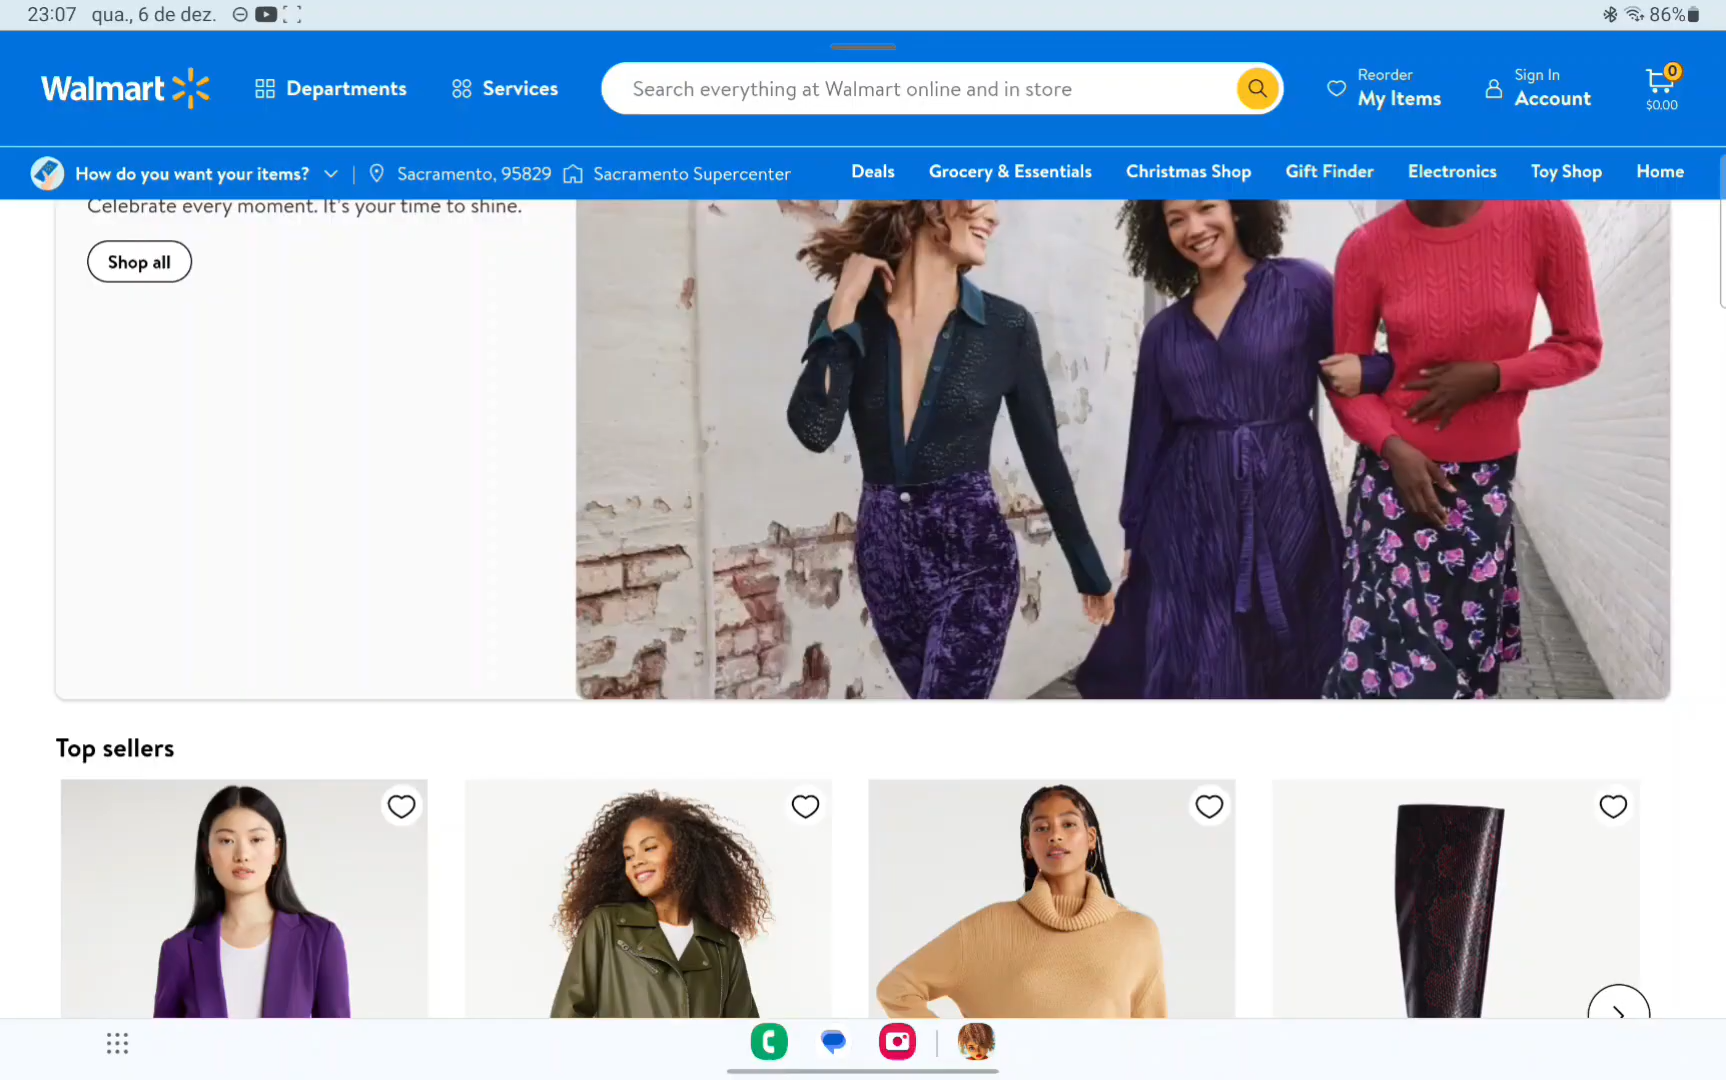 23:07 qua., 6 de dez. 86%
Walmart Departments Services Search everything at Walmart online and in store Reorder My Items Sign In Account 0 $0.00
How do you want your items? Sacramento, 95829 Sacramento Supercenter Deals Grocery & Essentials Christmas Shop Gift Finder Electronics Toy Shop Home
Celebrate every moment. It's your time to shine.
Shop all
Top sellers